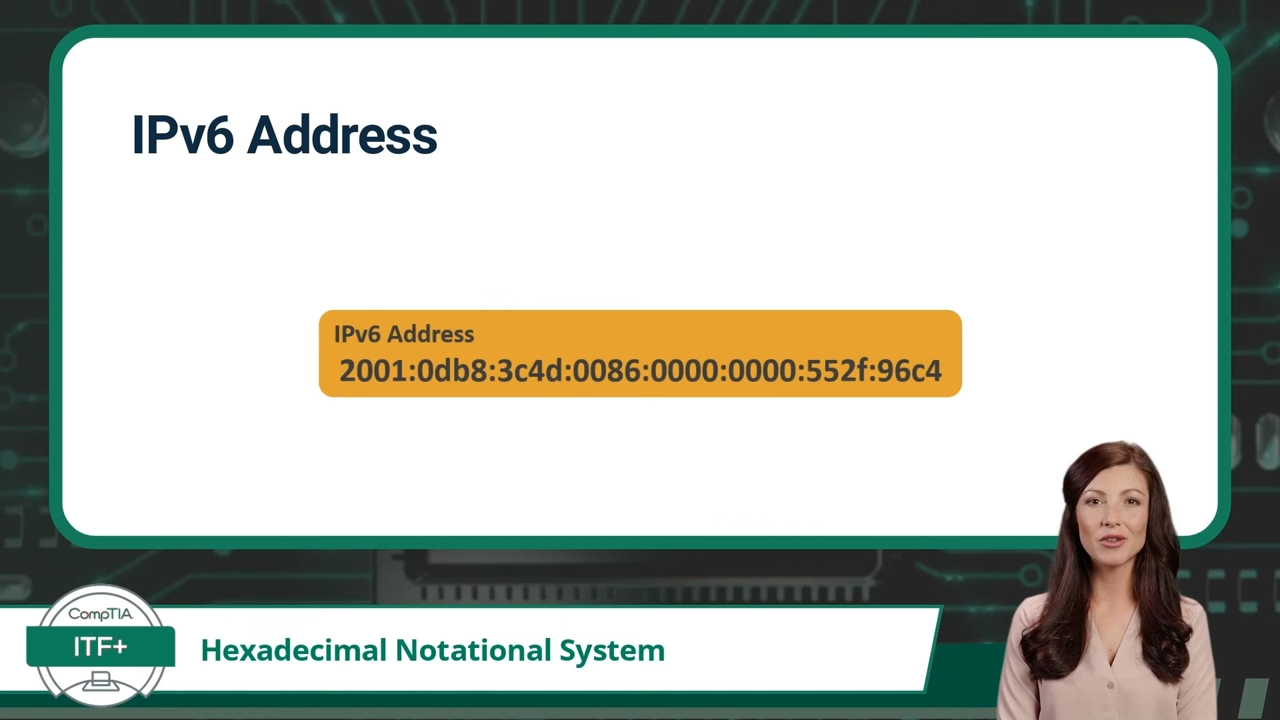 IPv6 Address
IPv6 Address
2001:0db8:3c4d:0086:0000:0000:552f:96c4
CompTIA.
ITF+
Hexadecimal Notational System